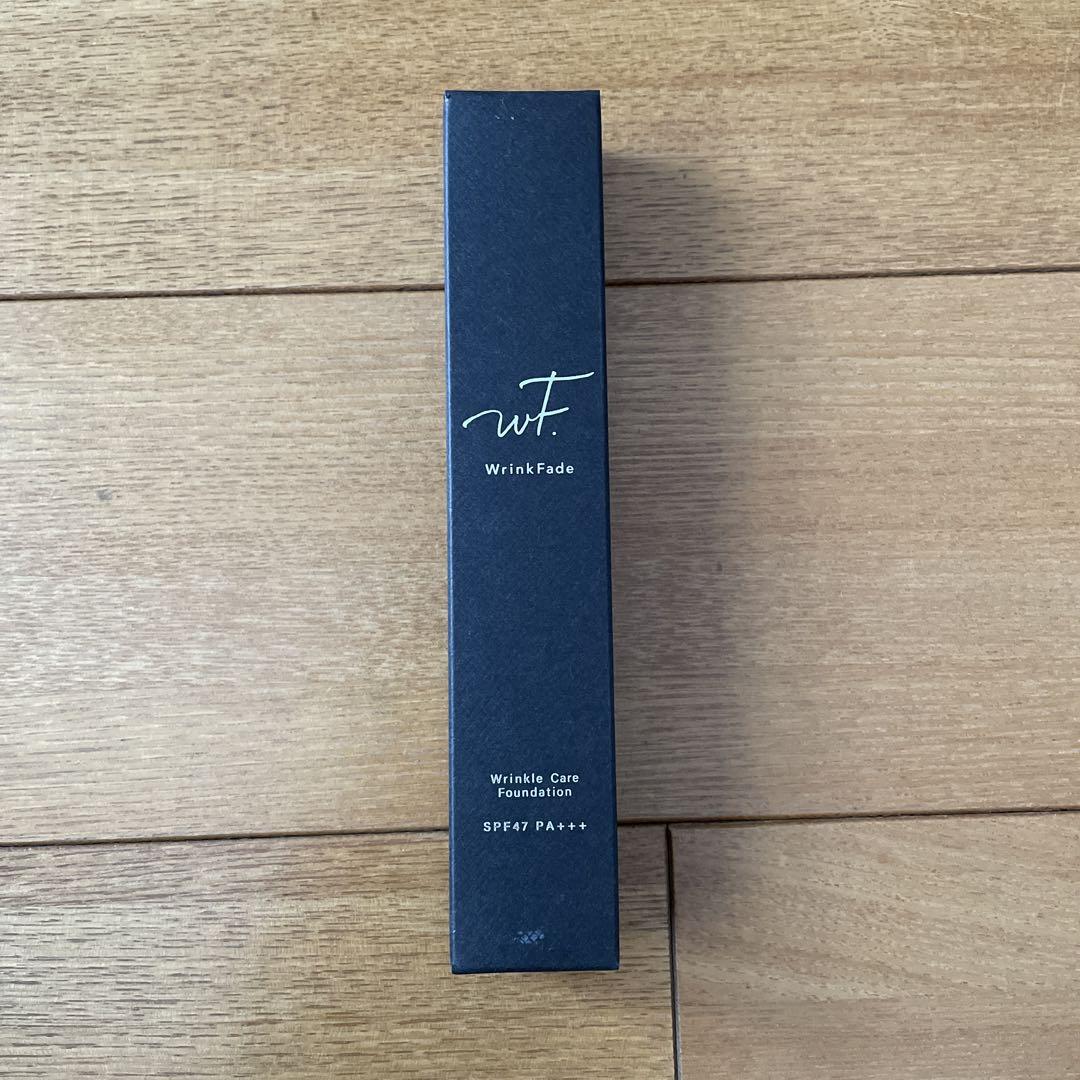 wF.
WrinkFade
Wrinkle Care
Foundation
SPF47 PA+++